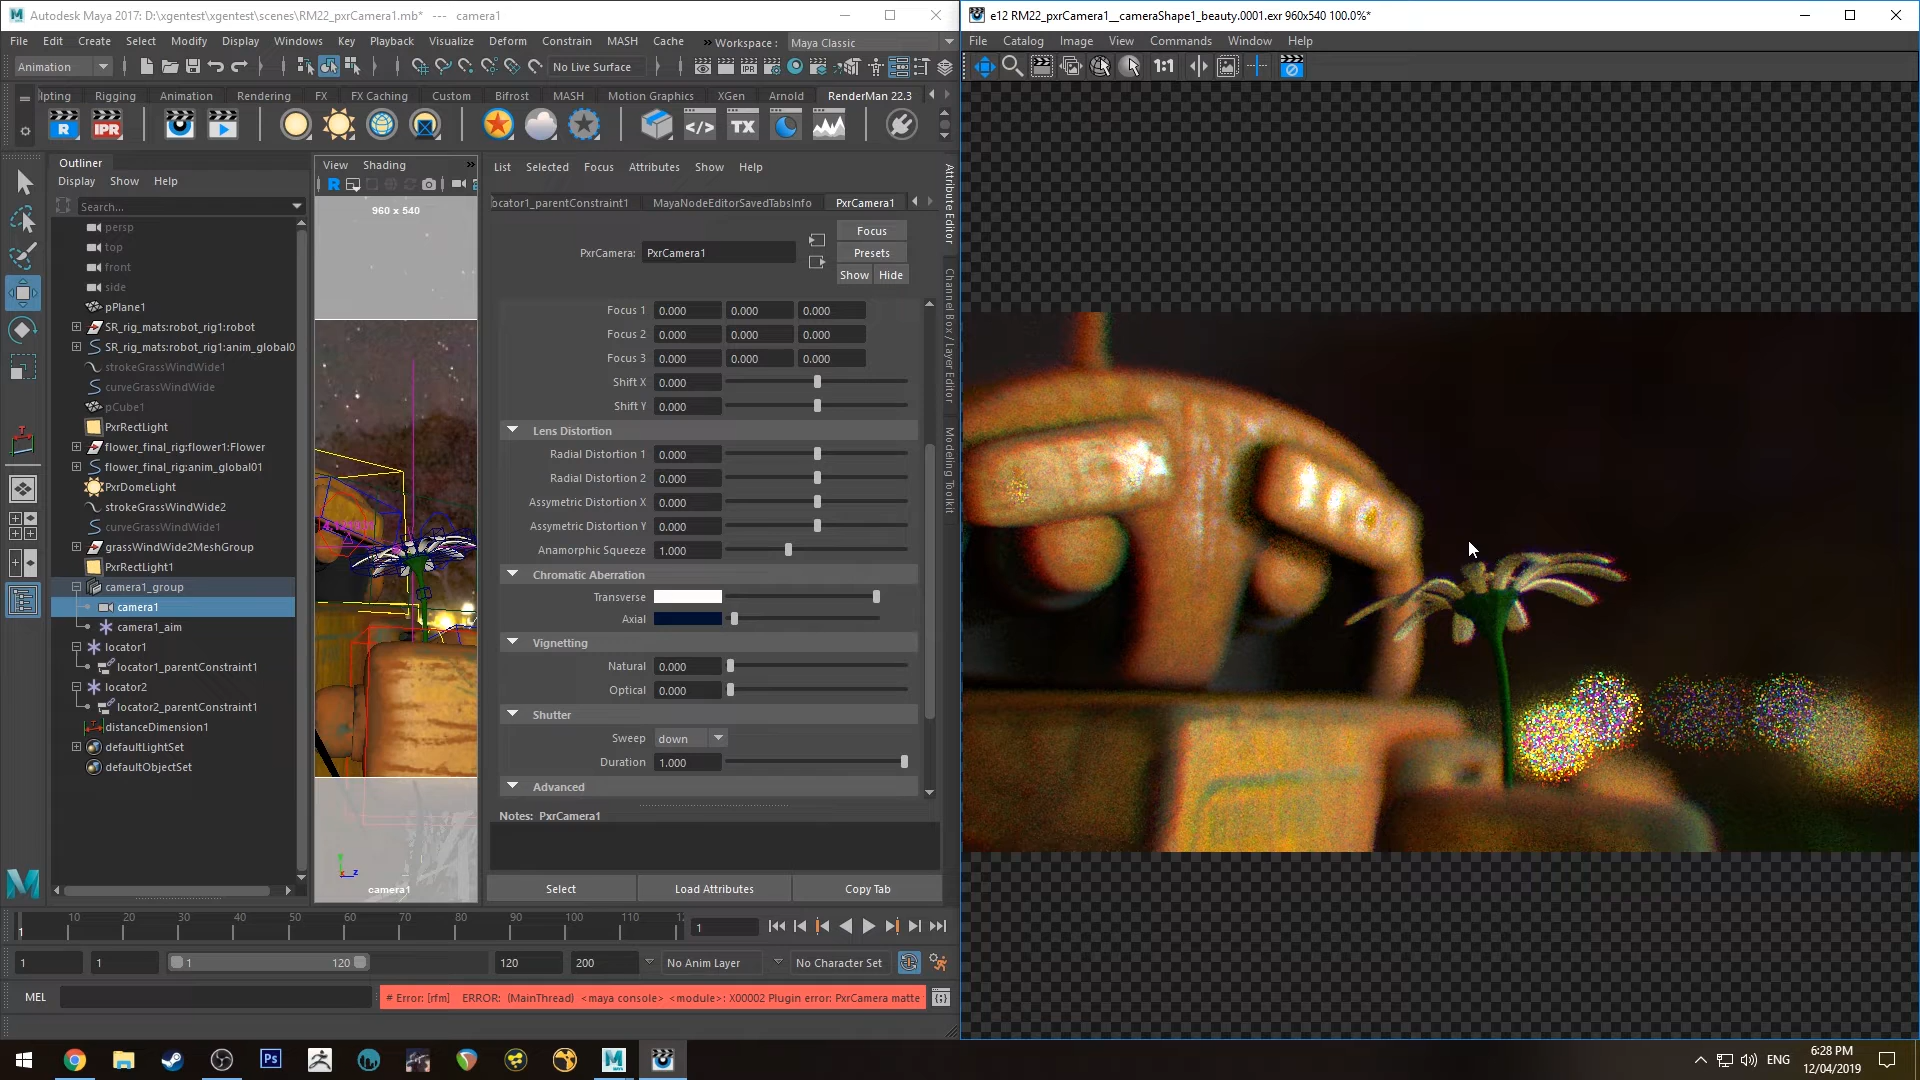 Autodesk Maya 2017: D:\xgentest\xgentest\scenes\RM22_pxrCamera1.mb* --- camera1
File Edit Create Select Modify Display Windows Key Playback Visualize Deform Constrain MASH Cache » Workspace : Maya Classic
Animation No Live Surface
lpting Rigging Animation Rendering FX FX Caching Custom Bifrost MASH Motion Graphics XGen Arnold RenderMan 22.3
R IPR </> TX
Outliner
Display Show Help
Search...
persp
top
front
side
pPlane1
SR_rig_mats:robot_rig1:robot
SR_rig_mats:robot_rig1:anim_global0
strokeGrassWindWide1
curveGrassWindWide
pCube1
PxrRectLight
flower_final_rig:flower1:Flower
flower_final_rig:anim_global01
PxrDomeLight
strokeGrassWindWide2
curveGrassWindWide1
grassWindWide2MeshGroup
PxrRectLight1
camera1_group
camera1
camera1_aim
locator1
locator1_parentConstraint1
locator2
locator2_parentConstraint1
distanceDimension1
defaultLightSet
defaultObjectSet
View Shading »
R
960 x 540
z
camera1
List Selected Focus Attributes Show Help
ocator1_parentConstraint1 MayaNodeEditorSavedTabsInfo PxrCamera1
PxrCamera: PxrCamera1
Focus
Presets
Show Hide
Focus 1 0.000 0.000 0.000
Focus 2 0.000 0.000 0.000
Focus 3 0.000 0.000 0.000
Shift X 0.000
Shift Y 0.000
Lens Distortion
Radial Distortion 1 0.000
Radial Distortion 2 0.000
Assymetric Distortion X 0.000
Assymetric Distortion Y 0.000
Anamorphic Squeeze 1.000
Chromatic Aberration
Transverse
Axial
Vignetting
Natural 0.000
Optical 0.000
Shutter
Sweep down
Duration 1.000
Advanced
Notes: PxrCamera1
Select Load Attributes Copy Tab
Attribute Editor
Channel Box / Layer Editor
Modeling Toolkit
10 20 30 40 50 60 70 80 90 100 110 12
1 1
1 1 1 120 120 200 No Anim Layer No Character Set
MEL # Error: [rfm] ERROR: (MainThread) <maya console> <module>: X00002 Plugin error: PxrCamera matte
e12 RM22_pxrCamera1__cameraShape1_beauty.0001.exr 960x540 100.0%*
File Catalog Image View Commands Window Help
1:1
Ps
ENG
6:28 PM
12/04/2019